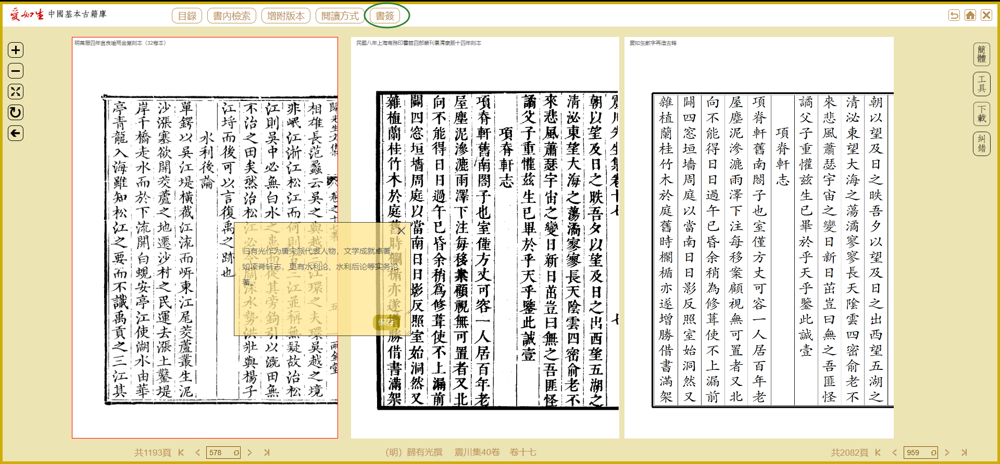 愛如生 中國基本古籍庫
目錄
書內檢索
增附版本
閱讀方式
書簽
簡體
工具
下載
糾錯
明萬曆四年翁良瑜雨金堂刻本（32卷本）
歸先生文集 卷之十七 五 雨金堂
相雄長范蠡云吳之與越三江環之夫環吳越之境
非岷江浙江松江而何則吾三江並稱無疑故治松
江則吳中必無白水之患而從其旁鉤引以溉田無
不治之田矣然治松江必令闊深水勢洪壯與揚子
江埒而後可以言復禹之跡也
水利後論
單鍔以吳江堤橫截江流而岍東江尾茭蘆叢生泥
沙漲塞欲開茭蘆之地遷沙村之民運去漲土鑿堤
岸千橋走水而於下流開白蜆安亭江使湖水由華
亭青龍入海雖知松江之要而不識禹貢之三江其
归有光作为唐宋派代表人物，文学成就卓著，
如项脊轩志，更有水利论、水利后论等实务论
著。
保存
民國八年上海商務印書館四部叢刊景清康熙十四年刻本
震川先生集卷十七 七
朝以望及日之昳吾夕以望及日之出西望五湖之
清泌東望大海之蕩潏寥寥長天陰雲四密俞老不
來悲風蕭瑟宇宙之變日新日茁豈曰無之吾匪怪
譎父子重懽茲生已畢於乎天乎鑒此誠壹
項脊軒志
項脊軒舊南閤子也室僅方丈可容一人居百年老
屋塵泥滲漉雨澤下注每移案顧視無可置者又北
向不能得日日過午已昏余稍為修葺使不上漏前
闢四窓垣墻周庭以當南日日影反照室始洞然又
雜植蘭桂竹木於庭舊時欄楯亦遂增勝借書滿架
愛如生數字再造古籍
朝以望及日之昳吾夕以望及日之出西望五湖之
清泌東望大海之蕩潏寥寥長天陰雲四密俞老不
來悲風蕭瑟宇宙之變日新日茁豈曰無之吾匪怪
譎父子重懽茲生已畢於乎天乎鑒此誠壹
項脊軒志
項脊軒舊南閤子也室僅方丈可容一人居百年老
屋塵泥滲漉雨澤下注每移案顧視無可置者又北
向不能得日日過午已昏余稍為修葺使不上漏前
闢四窓垣墻周庭以當南日日影反照室始洞然又
雜植蘭桂竹木於庭舊時欄楯亦遂增勝借書滿架
共1193頁
578
（明）歸有光撰 震川集40卷 卷十七
共2082頁
959